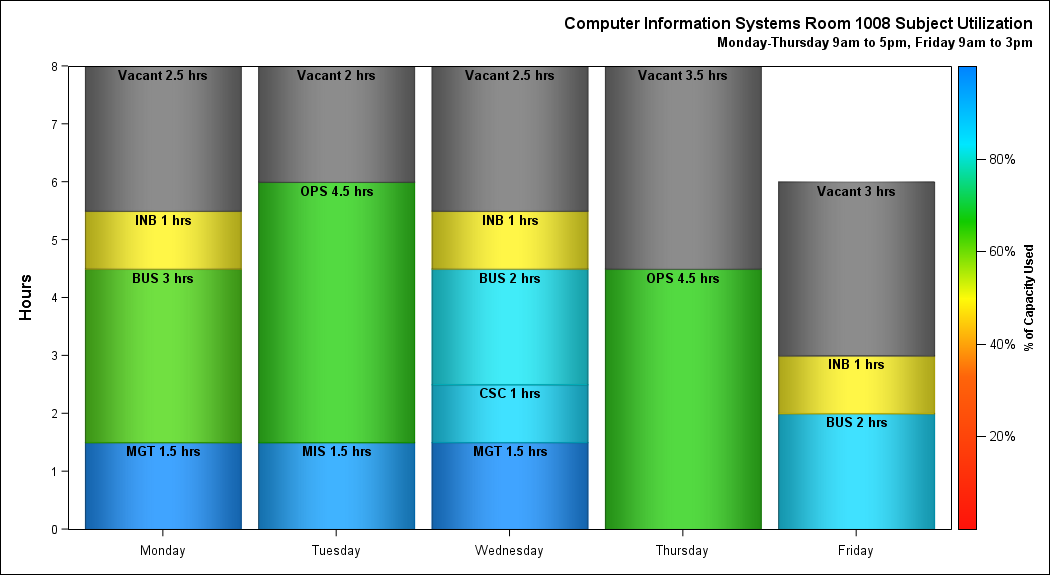 Computer Information Systems Room 1008 Subject Utilization
Monday-Thursday 9am to 5pm, Friday 9am to 3pm
Hours
8
7
6
5
4
3
2
1
0
Vacant 2.5 hrs
INB 1 hrs
BUS 3 hrs
MGT 1.5 hrs
Vacant 2 hrs
OPS 4.5 hrs
MIS 1.5 hrs
Vacant 2.5 hrs
INB 1 hrs
BUS 2 hrs
CSC 1 hrs
MGT 1.5 hrs
Vacant 3.5 hrs
OPS 4.5 hrs
Vacant 3 hrs
INB 1 hrs
BUS 2 hrs
Monday
Tuesday
Wednesday
Thursday
Friday
80%
60%
40%
20%
% of Capacity Used